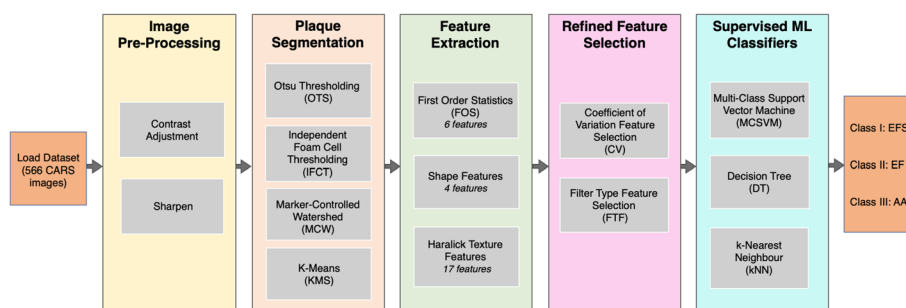 Load Dataset
(566 CARS
images)
Image
Pre-Processing
Contrast
Adjustment
Sharpen
Plaque
Segmentation
Otsu Thresholding
(OTS)
Independent
Foam Cell
Thresholding
(IFCT)
Marker-Controlled
Watershed
(MCW)
K-Means
(KMS)
Feature
Extraction
First Order Statistics
(FOS)
6 features
Shape Features
4 features
Haralick Texture
Features
17 features
Refined Feature
Selection
Coefficient of
Variation Feature
Selection
(CV)
Filter Type Feature
Selection
(FTF)
Supervised ML
Classifiers
Multi-Class Support
Vector Machine
(MCSVM)
Decision Tree
(DT)
k-Nearest
Neighbour
(kNN)
Class I: EFS
Class II: EF
Class III: AA